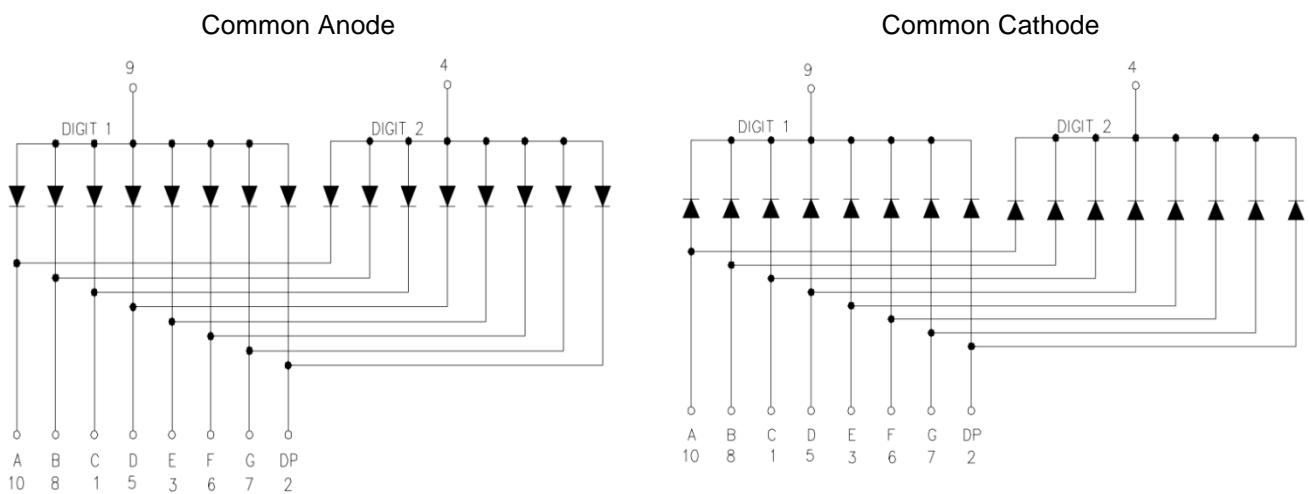 Common Anode
9
4
DIGIT 1
DIGIT 2
A B C D E F G DP
10 8 1 5 3 6 7 2
Common Cathode
9
4
DIGIT 1
DIGIT 2
A B C D E F G DP
10 8 1 5 3 6 7 2